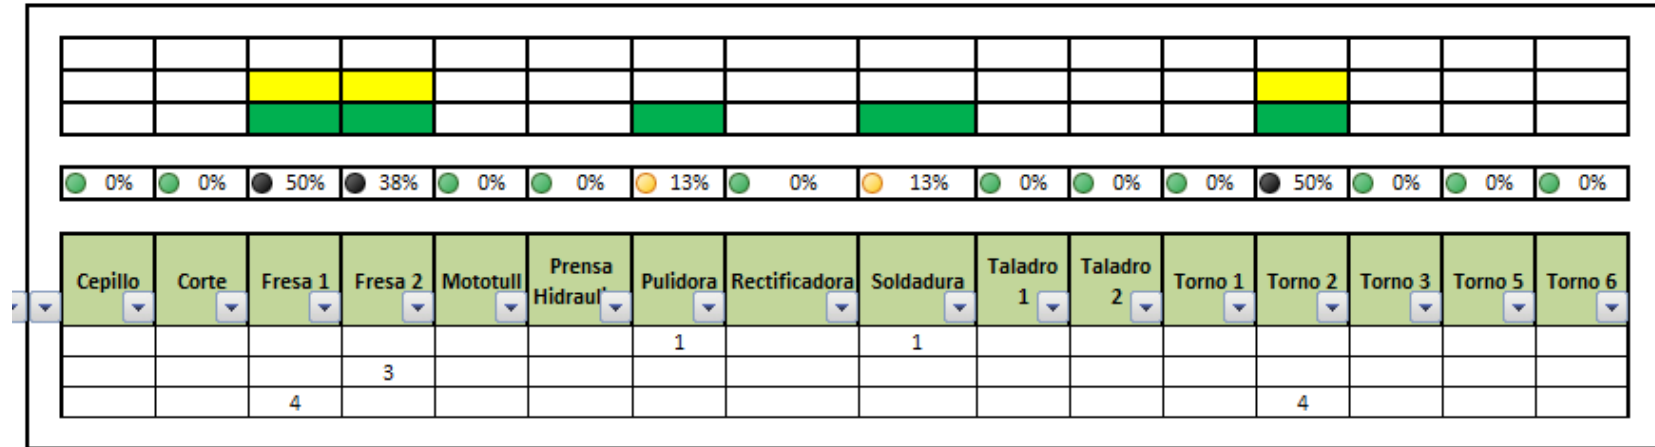 0% 0% 50% 38% 0% 0% 13% 0% 13% 0% 0% 0% 50% 0% 0% 0%
Cepillo Corte Fresa 1 Fresa 2 Mototull Prensa Hidrauli Pulidora Rectificadora Soldadura Taladro 1 Taladro 2 Torno 1 Torno 2 Torno 3 Torno 5 Torno 6
1 1
3
4 4